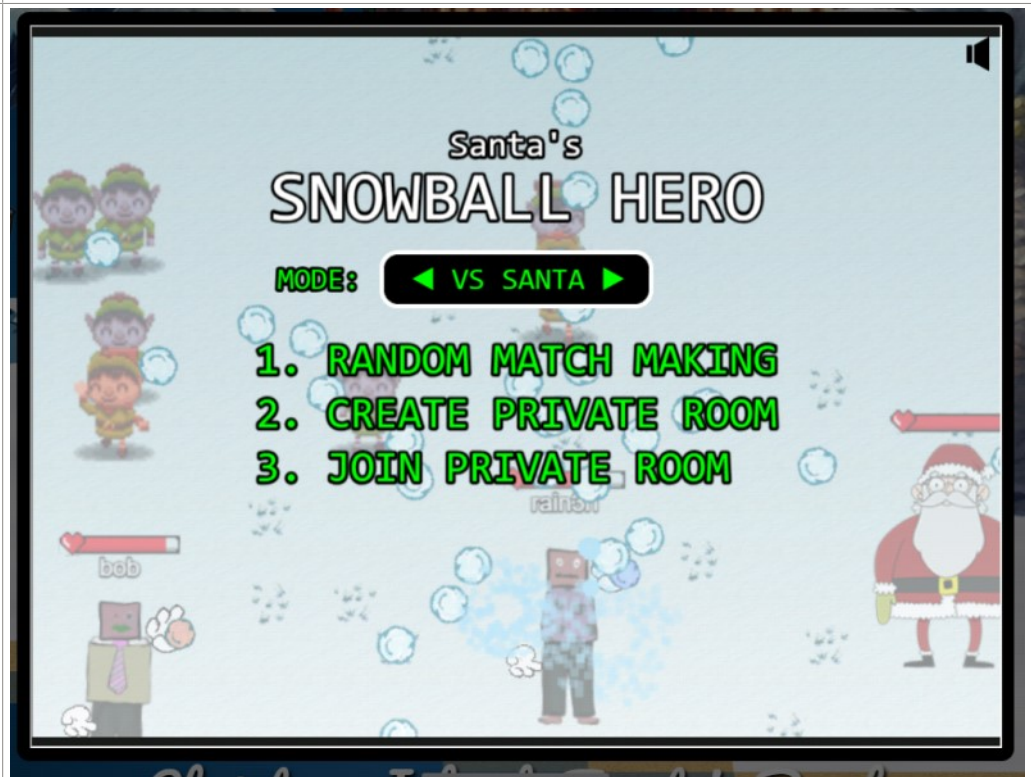 Santa's
SNOWBALL HERO
MODE: ◀ VS SANTA ▶
1. RANDOM MATCH MAKING
2. CREATE PRIVATE ROOM
3. JOIN PRIVATE ROOM
bob